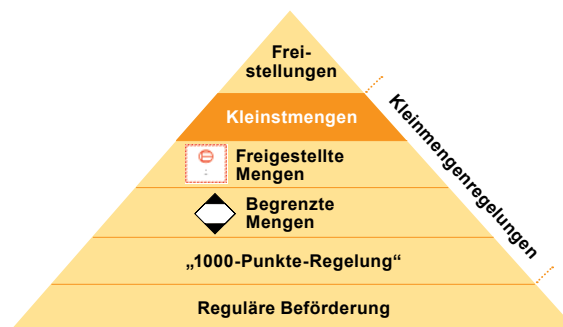 Frei-
stellungen
Kleinstmengen
Freigestellte
Mengen
Begrenzte
Mengen
„1000-Punkte-Regelung“
Reguläre Beförderung
Kleinmengenregelungen